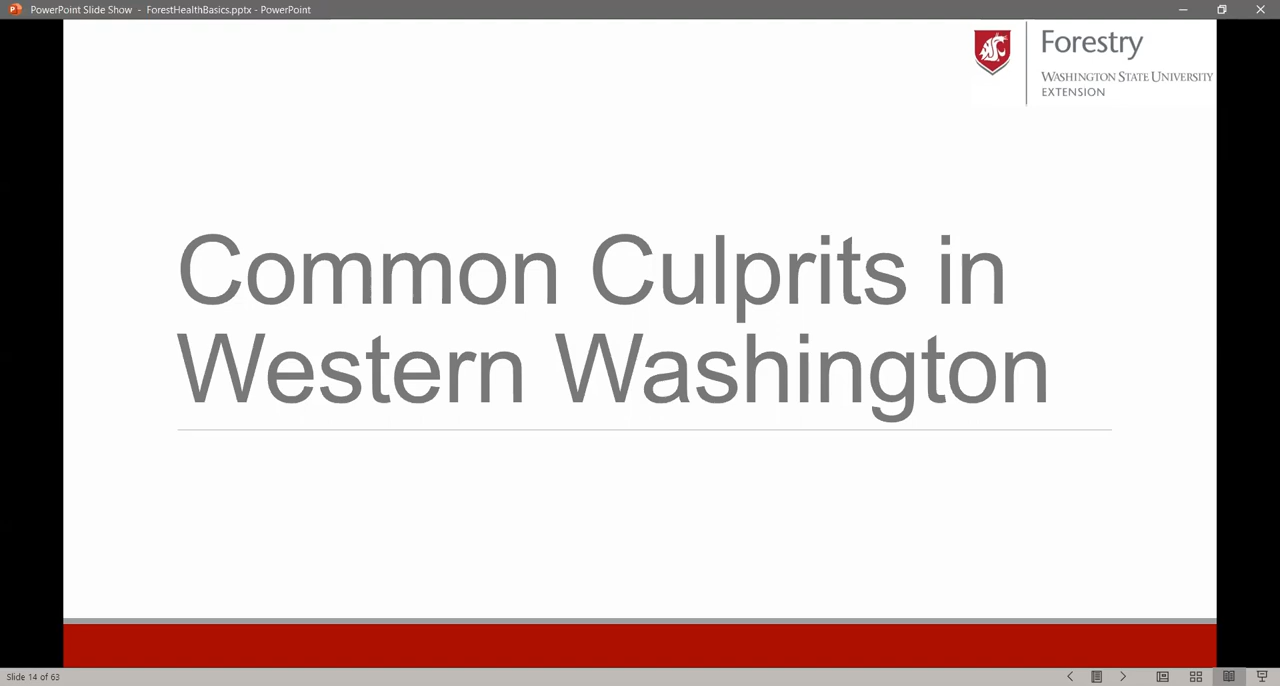 PowerPoint Slide Show - ForestHealthBasics.pptx - PowerPoint
Forestry
WASHINGTON STATE UNIVERSITY
EXTENSION
Common Culprits in
Western Washington
Slide 14 of 63